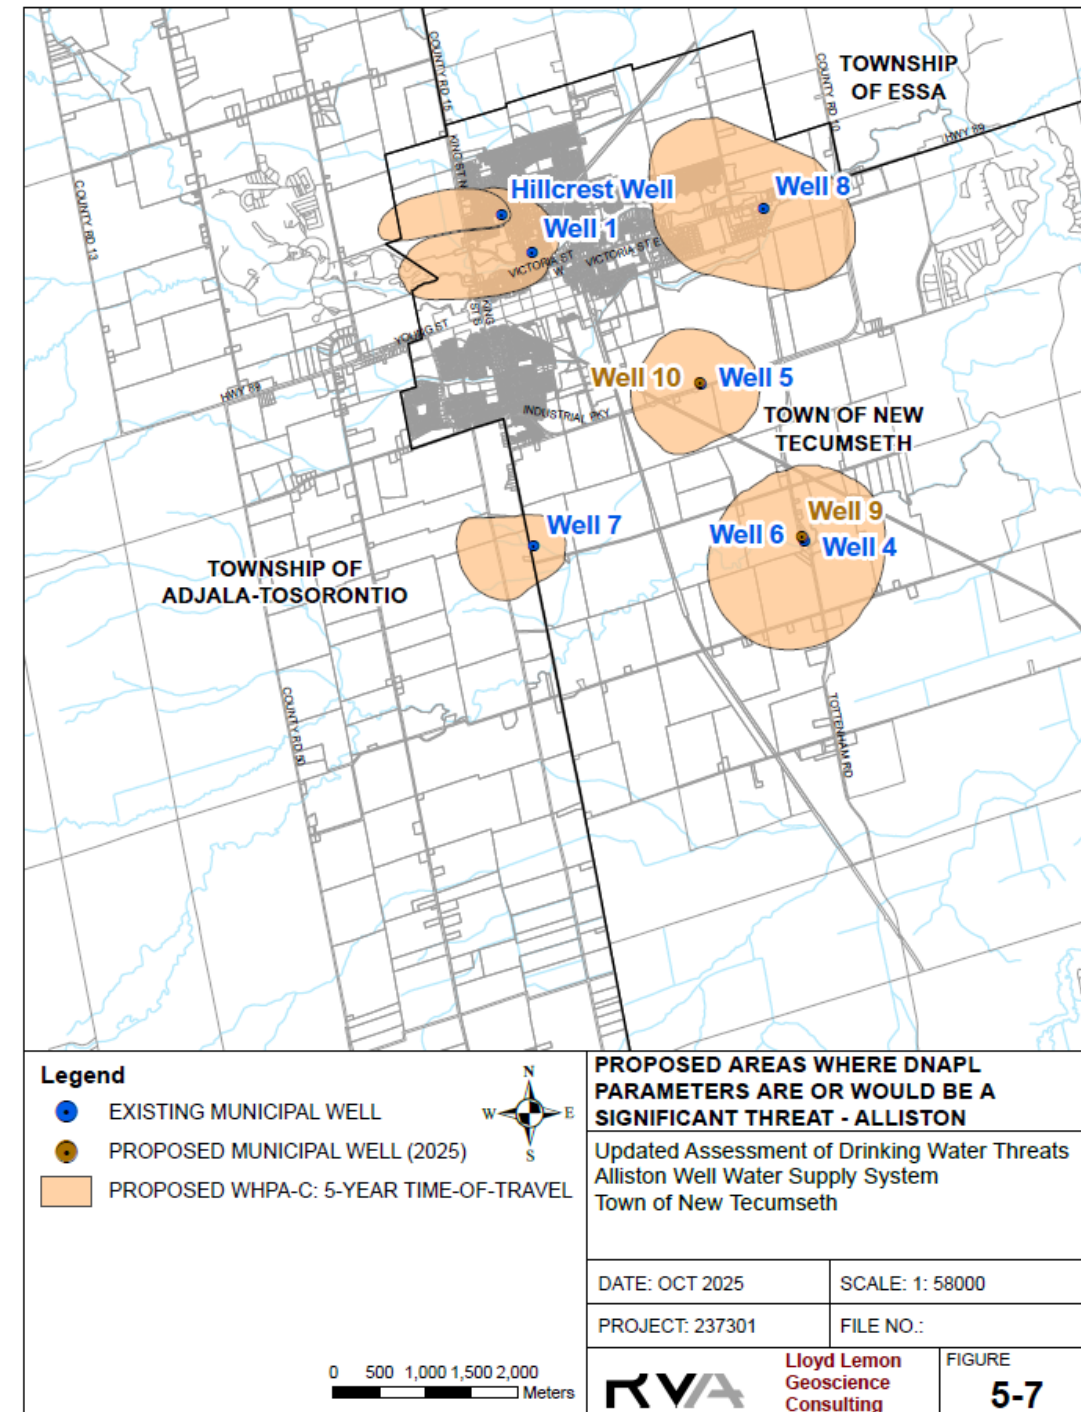 TOWNSHIP
OF ESSA
COUNTY RD 15
COUNTY RD 10
HWY 89
KING ST N
COUNTY RD 13
Hillcrest Well
Well 8
Well 1
VICTORIA ST
W
VICTORIA ST E
KING
ST S
YOUNG ST
HWY 89
Well 10
Well 5
INDUSTRIAL PKY
TOWN OF NEW
TECUMSETH
Well 9
Well 7
Well 6
Well 4
TOWNSHIP OF
ADJALA-TOSORONTIO
COUNTY RD 50
TOTTENHAM RD
Legend
EXISTING MUNICIPAL WELL
PROPOSED MUNICIPAL WELL (2025)
PROPOSED WHPA-C: 5-YEAR TIME-OF-TRAVEL
N
W
E
S
0 500 1,000 1,500 2,000
Meters
PROPOSED AREAS WHERE DNAPL
PARAMETERS ARE OR WOULD BE A
SIGNIFICANT THREAT - ALLISTON
Updated Assessment of Drinking Water Threats
Alliston Well Water Supply System
Town of New Tecumseth
DATE: OCT 2025
SCALE: 1: 58000
PROJECT: 237301
FILE NO.:
RVA
Lloyd Lemon
Geoscience
Consulting
FIGURE
5-7